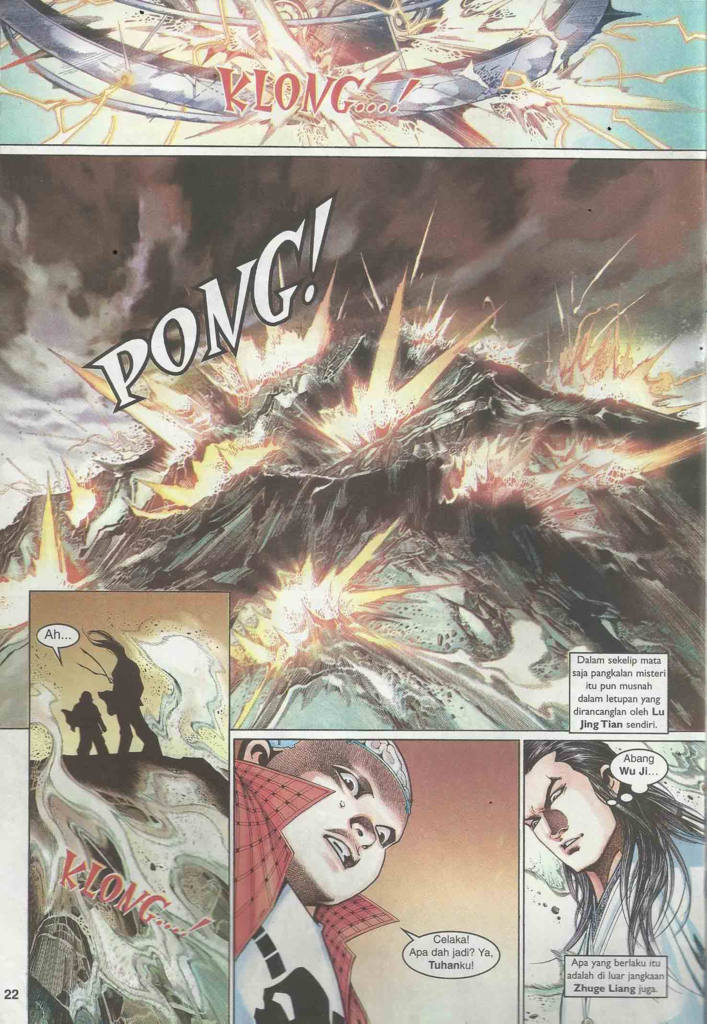 KLONG....!
PONG!
Dalam sekelip mata
saja pangkalan misteri
itu pun musnah
dalam letupan yang
dirancanglan oleh Lu
Jing Tian sendiri.
Ah...
KLONG....!
Celaka!
Apa dah jadi? Ya,
Tuhanku!
Abang
Wu Ji...
Apa yang berlaku itu
adalah di luar jangkaan
Zhuge Liang juga.
22